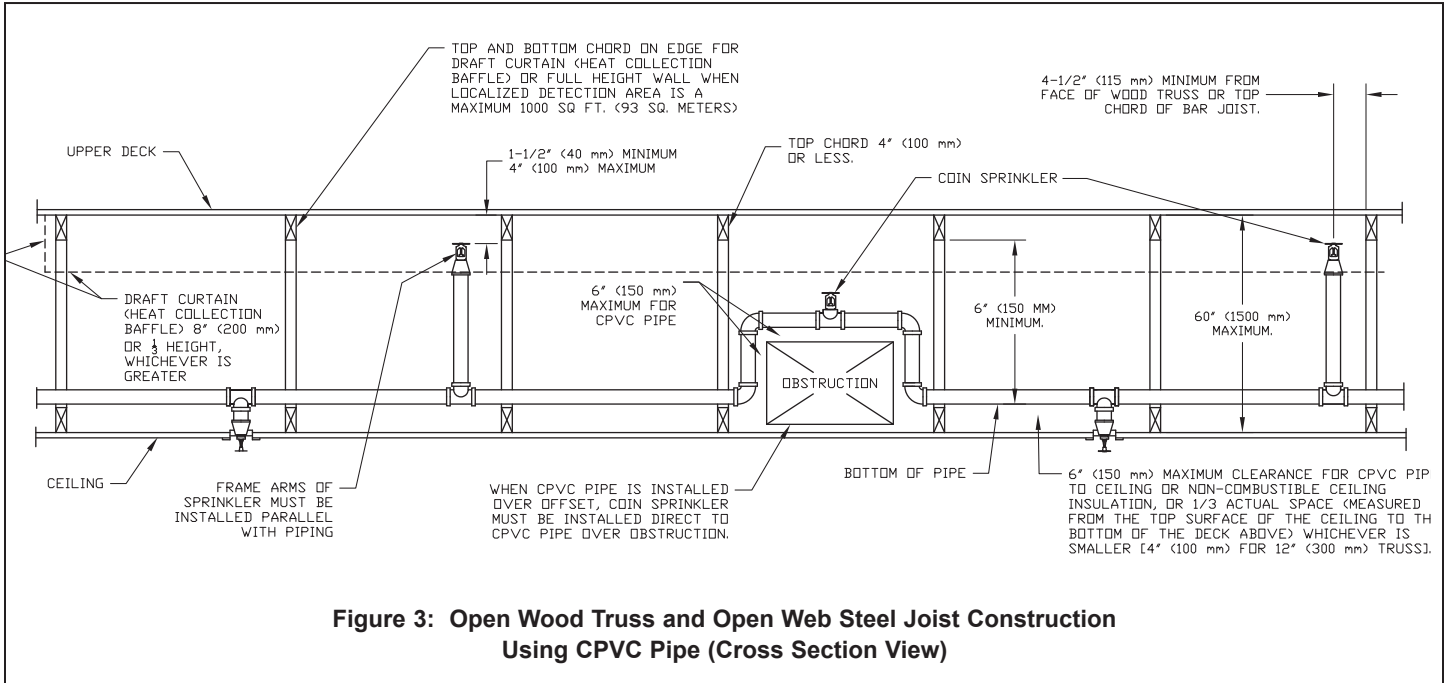 TOP AND BOTTOM CHORD ON EDGE FOR
DRAFT CURTAIN (HEAT COLLECTION
BAFFLE) OR FULL HEIGHT WALL WHEN
LOCALIZED DETECTION AREA IS A
MAXIMUM 1000 SQ FT. (93 SQ. METERS)
4-1/2" (115 mm) MINIMUM FROM
FACE OF WOOD TRUSS OR TOP
CHORD OF BAR JOIST.
UPPER DECK
1-1/2" (40 mm) MINIMUM
4" (100 mm) MAXIMUM
TOP CHORD 4" (100 mm)
OR LESS.
COIN SPRINKLER
DRAFT CURTAIN
(HEAT COLLECTION
BAFFLE) 8" (200 mm)
OR 1/3 HEIGHT,
WHICHEVER IS
GREATER
6" (150 mm)
MAXIMUM FOR
CPVC PIPE
OBSTRUCTION
6" (150 MM)
MINIMUM.
60" (1500 mm)
MAXIMUM.
CEILING
FRAME ARMS OF
SPRINKLER MUST BE
INSTALLED PARALLEL
WITH PIPING
WHEN CPVC PIPE IS INSTALLED
OVER OFFSET, COIN SPRINKLER
MUST BE INSTALLED DIRECT TO
CPVC PIPE OVER OBSTRUCTION.
BOTTOM OF PIPE
6" (150 mm) MAXIMUM CLEARANCE FOR CPVC PIP
TO CEILING OR NON-COMBUSTIBLE CEILING
INSULATION, OR 1/3 ACTUAL SPACE (MEASURED
FROM THE TOP SURFACE OF THE CEILING TO TH
BOTTOM OF THE DECK ABOVE) WHICHEVER IS
SMALLER [4" (100 mm) FOR 12" (300 mm) TRUSS].
Figure 3: Open Wood Truss and Open Web Steel Joist Construction
Using CPVC Pipe (Cross Section View)